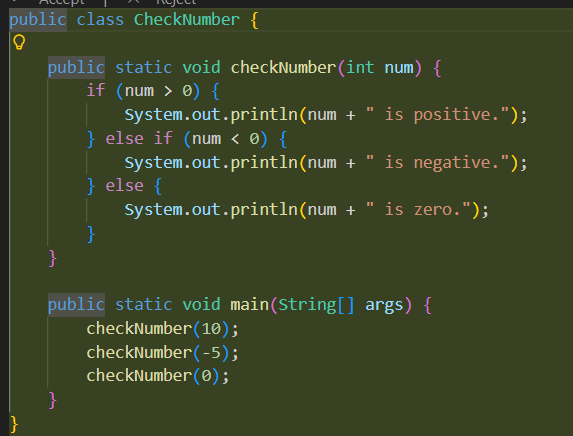 Accept | Reject
public class CheckNumber {
    public static void checkNumber(int num) {
        if (num > 0) {
            System.out.println(num + " is positive.");
        } else if (num < 0) {
            System.out.println(num + " is negative.");
        } else {
            System.out.println(num + " is zero.");
        }
    }
    public static void main(String[] args) {
        checkNumber(10);
        checkNumber(-5);
        checkNumber(0);
    }
}